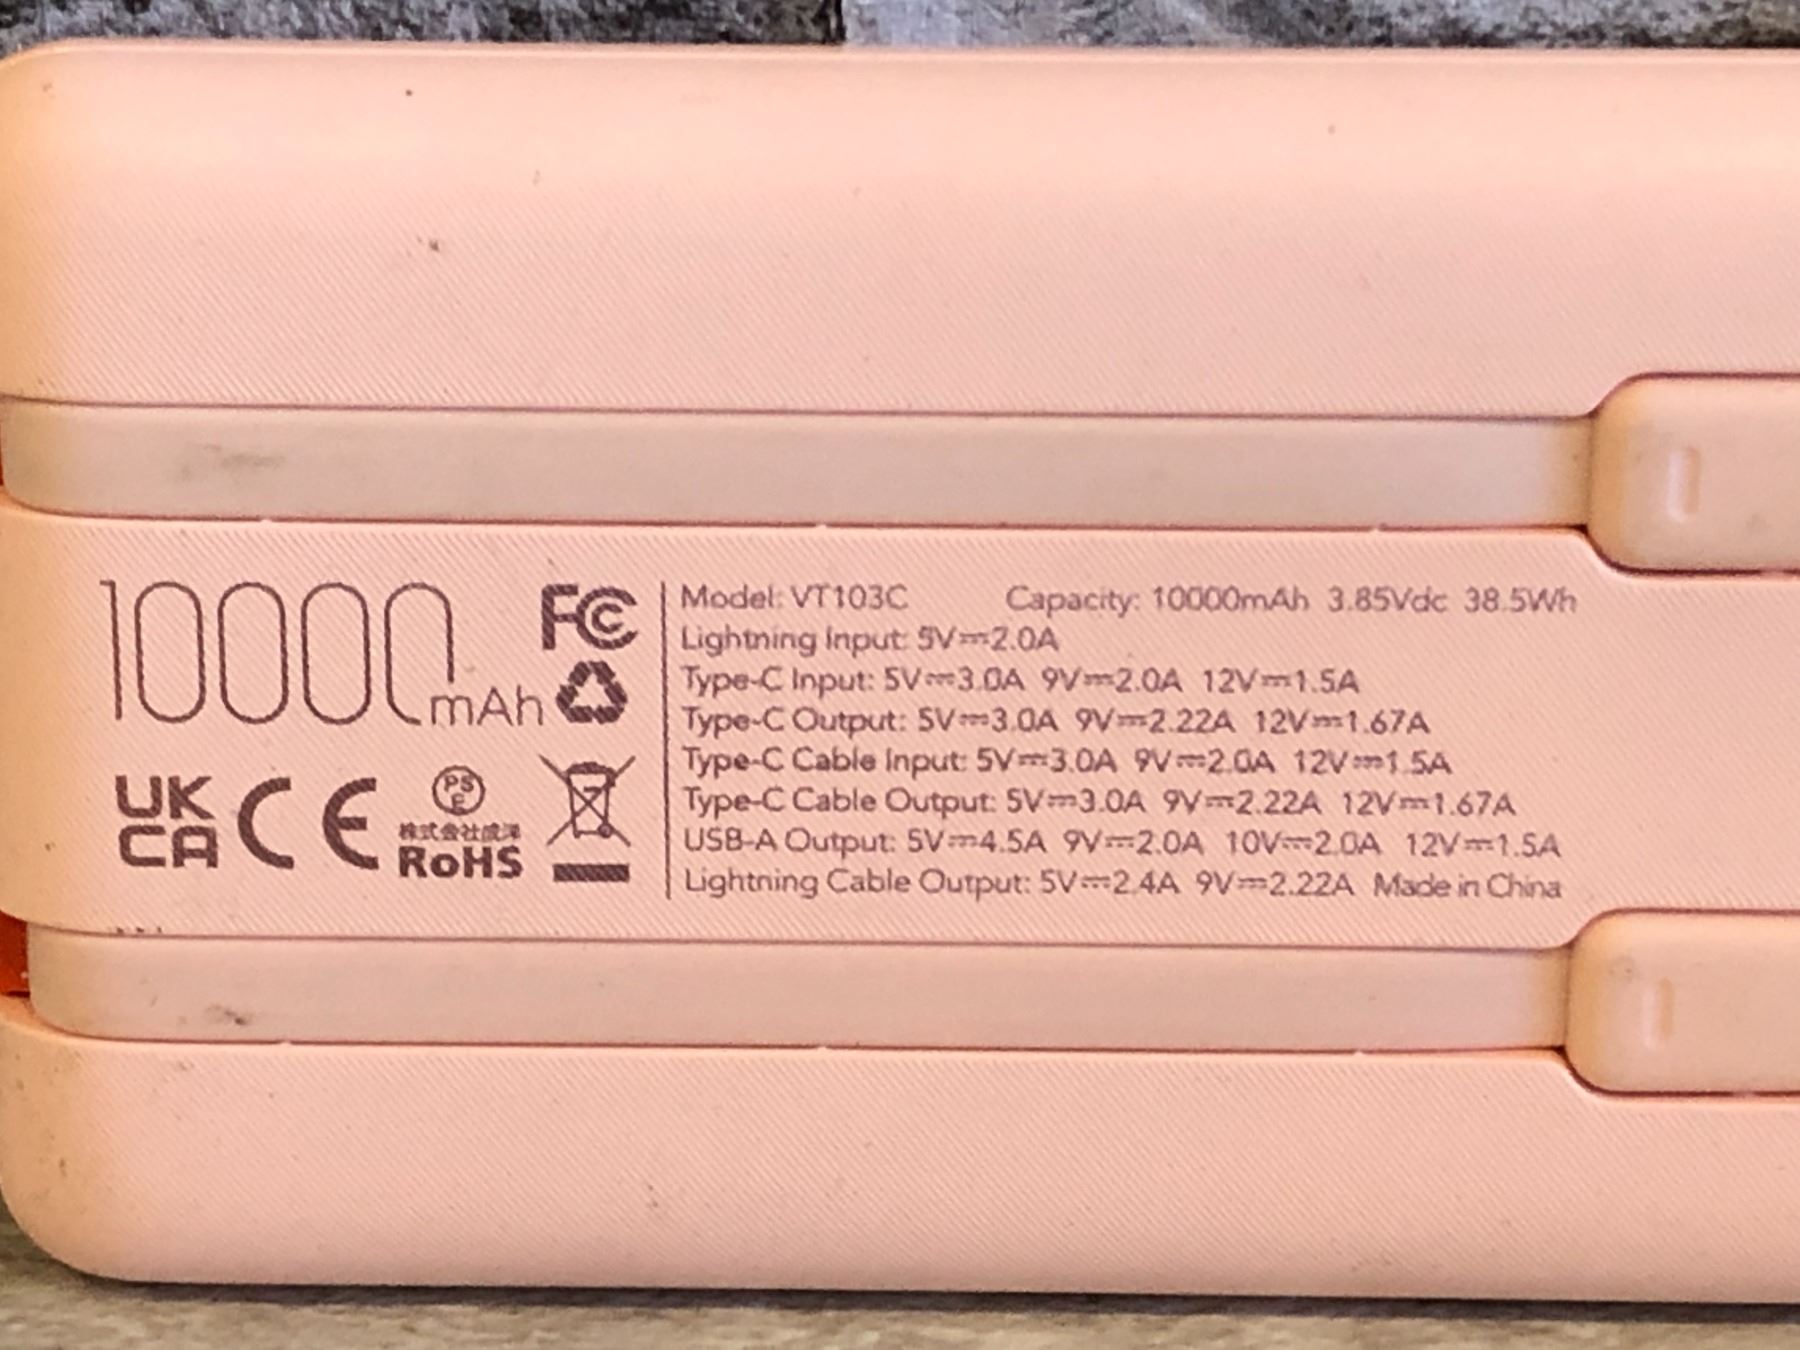 10000mAh
FC
UK
CA
CE
PS
E
株式会社成洋
RoHS
Model: VT103C Capacity: 10000mAh 3.85Vdc 38.5Wh
Lightning Input: 5V⎓2.0A
Type-C Input: 5V⎓3.0A 9V⎓2.0A 12V⎓1.5A
Type-C Output: 5V⎓3.0A 9V⎓2.22A 12V⎓1.67A
Type-C Cable Input: 5V⎓3.0A 9V⎓2.0A 12V⎓1.5A
Type-C Cable Output: 5V⎓3.0A 9V⎓2.22A 12V⎓1.67A
USB-A Output: 5V⎓4.5A 9V⎓2.0A 10V⎓2.0A 12V⎓1.5A
Lightning Cable Output: 5V⎓2.4A 9V⎓2.22A Made in China